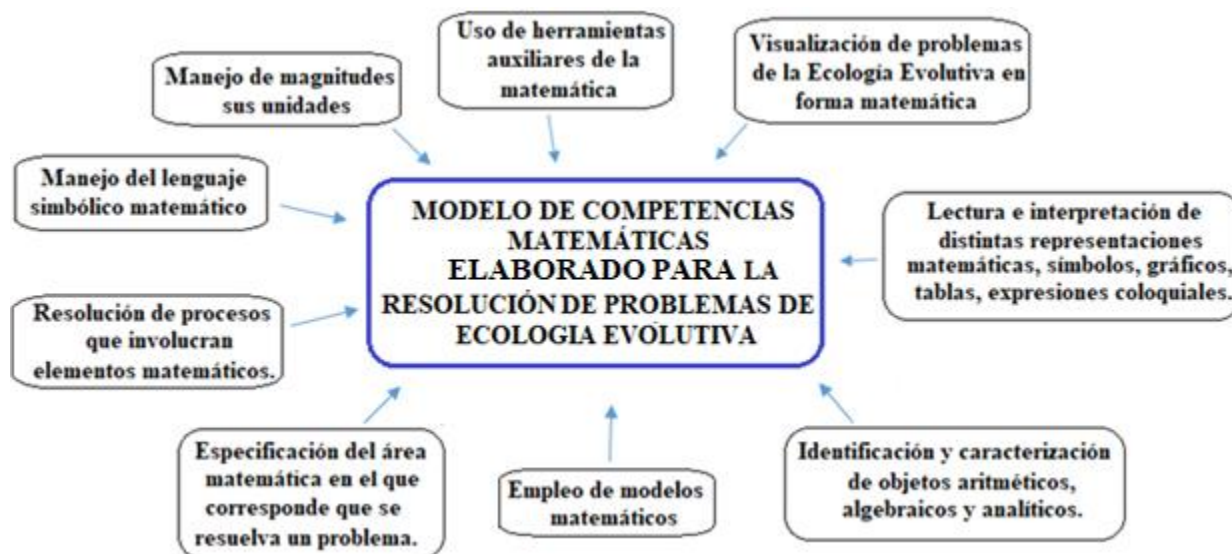 Manejo de magnitudes
sus unidades
Uso de herramientas
auxiliares de la
matemática
Visualización de problemas
de la Ecología Evolutiva en
forma matemática
Manejo del lenguaje
simbólico matemático
MODELO DE COMPETENCIAS
MATEMÁTICAS
ELABORADO PARA LA
RESOLUCIÓN DE PROBLEMAS DE
ECOLOGIA EVOLUTIVA
Lectura e interpretación de
distintas representaciones
matemáticas, símbolos, gráficos,
tablas, expresiones coloquiales.
Resolución de procesos
que involucran
elementos matemáticos.
Especificación del área
matemática en el que
corresponde que se
resuelva un problema.
Empleo de modelos
matemáticos
Identificación y caracterización
de objetos aritméticos,
algebraicos y analíticos.